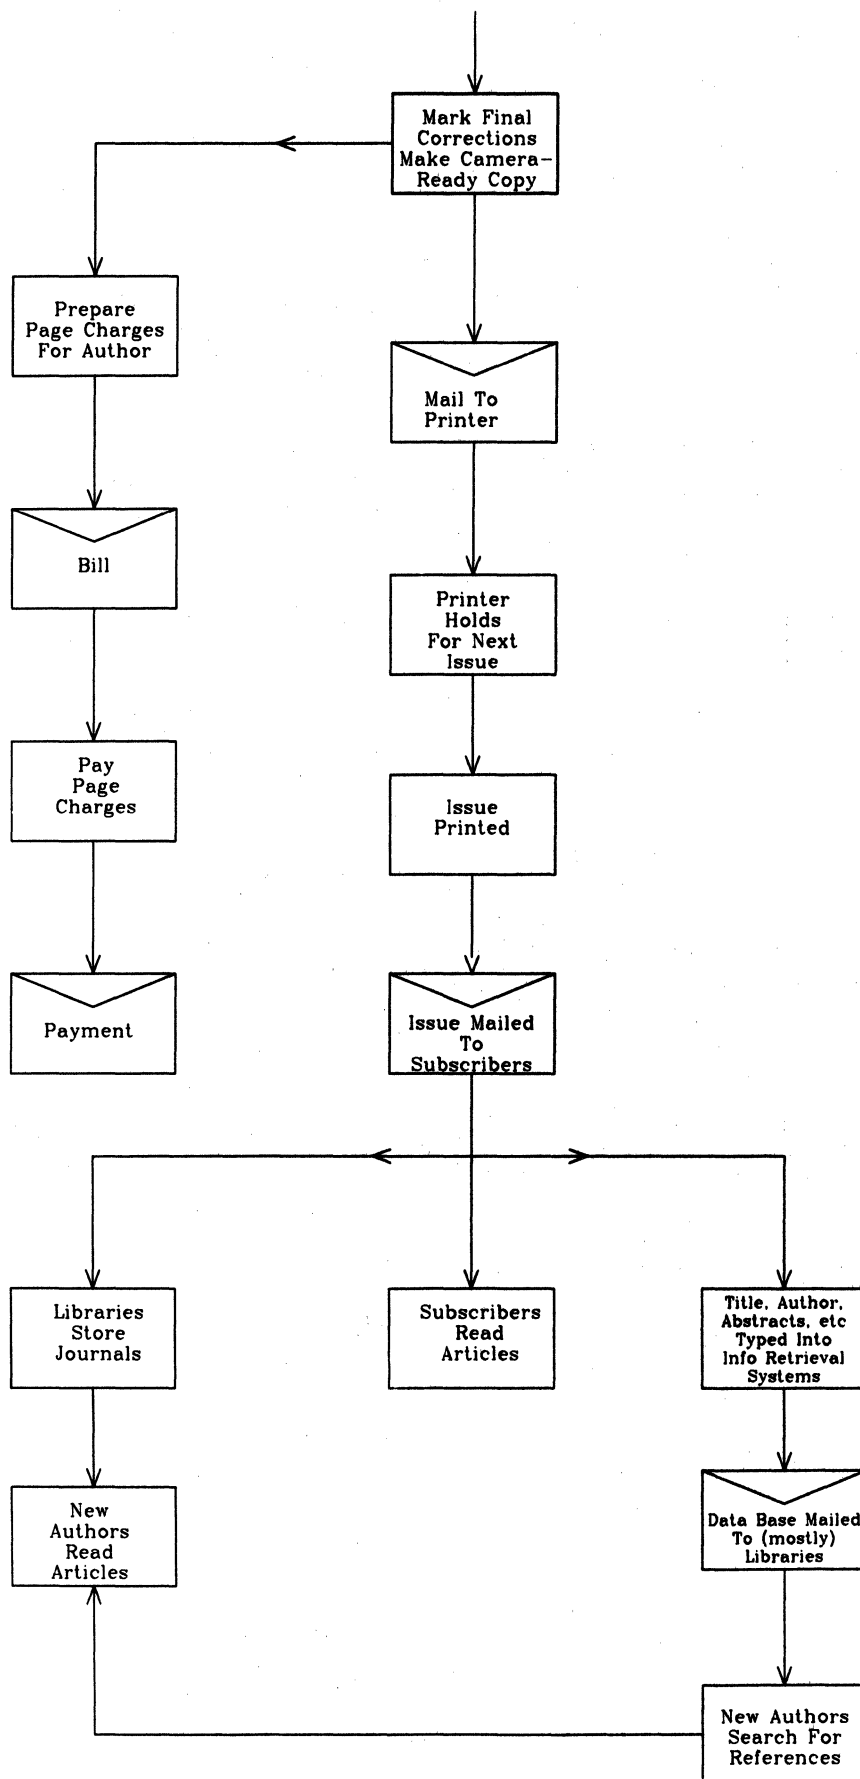 Mark Final
Corrections
Make Camera-
Ready Copy
Prepare
Page Charges
For Author
Mail To
Printer
Bill
Printer
Holds
For Next
Issue
Pay
Page
Charges
Issue
Printed
Payment
Issue Mailed
To
Subscribers
Libraries
Store
Journals
Subscribers
Read
Articles
Title, Author,
Abstracts, etc
Typed Into
Info Retrieval
Systems
New
Authors
Read
Articles
Data Base Mailed
To (mostly)
Libraries
New Authors
Search For
References